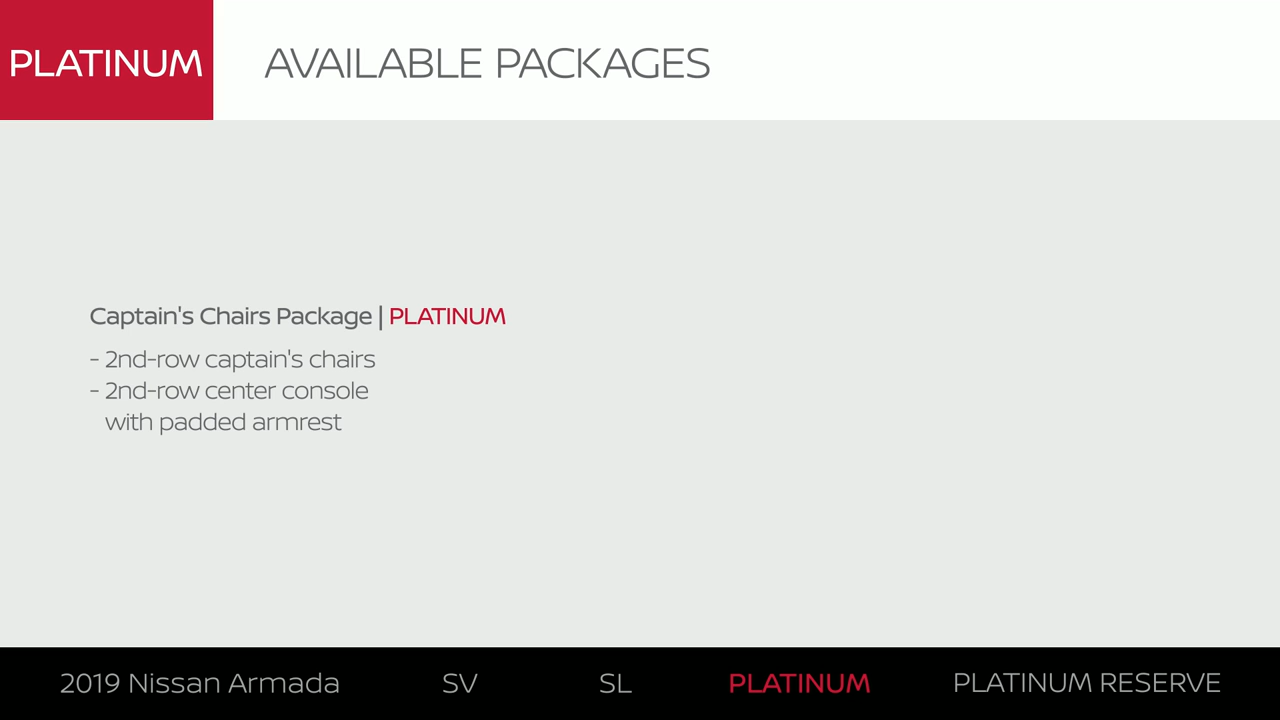 PLATINUM
AVAILABLE PACKAGES
Captain's Chairs Package | PLATINUM
- 2nd-row captain's chairs
- 2nd-row center console
with padded armrest
2019 Nissan Armada
SV
SL
PLATINUM
PLATINUM RESERVE